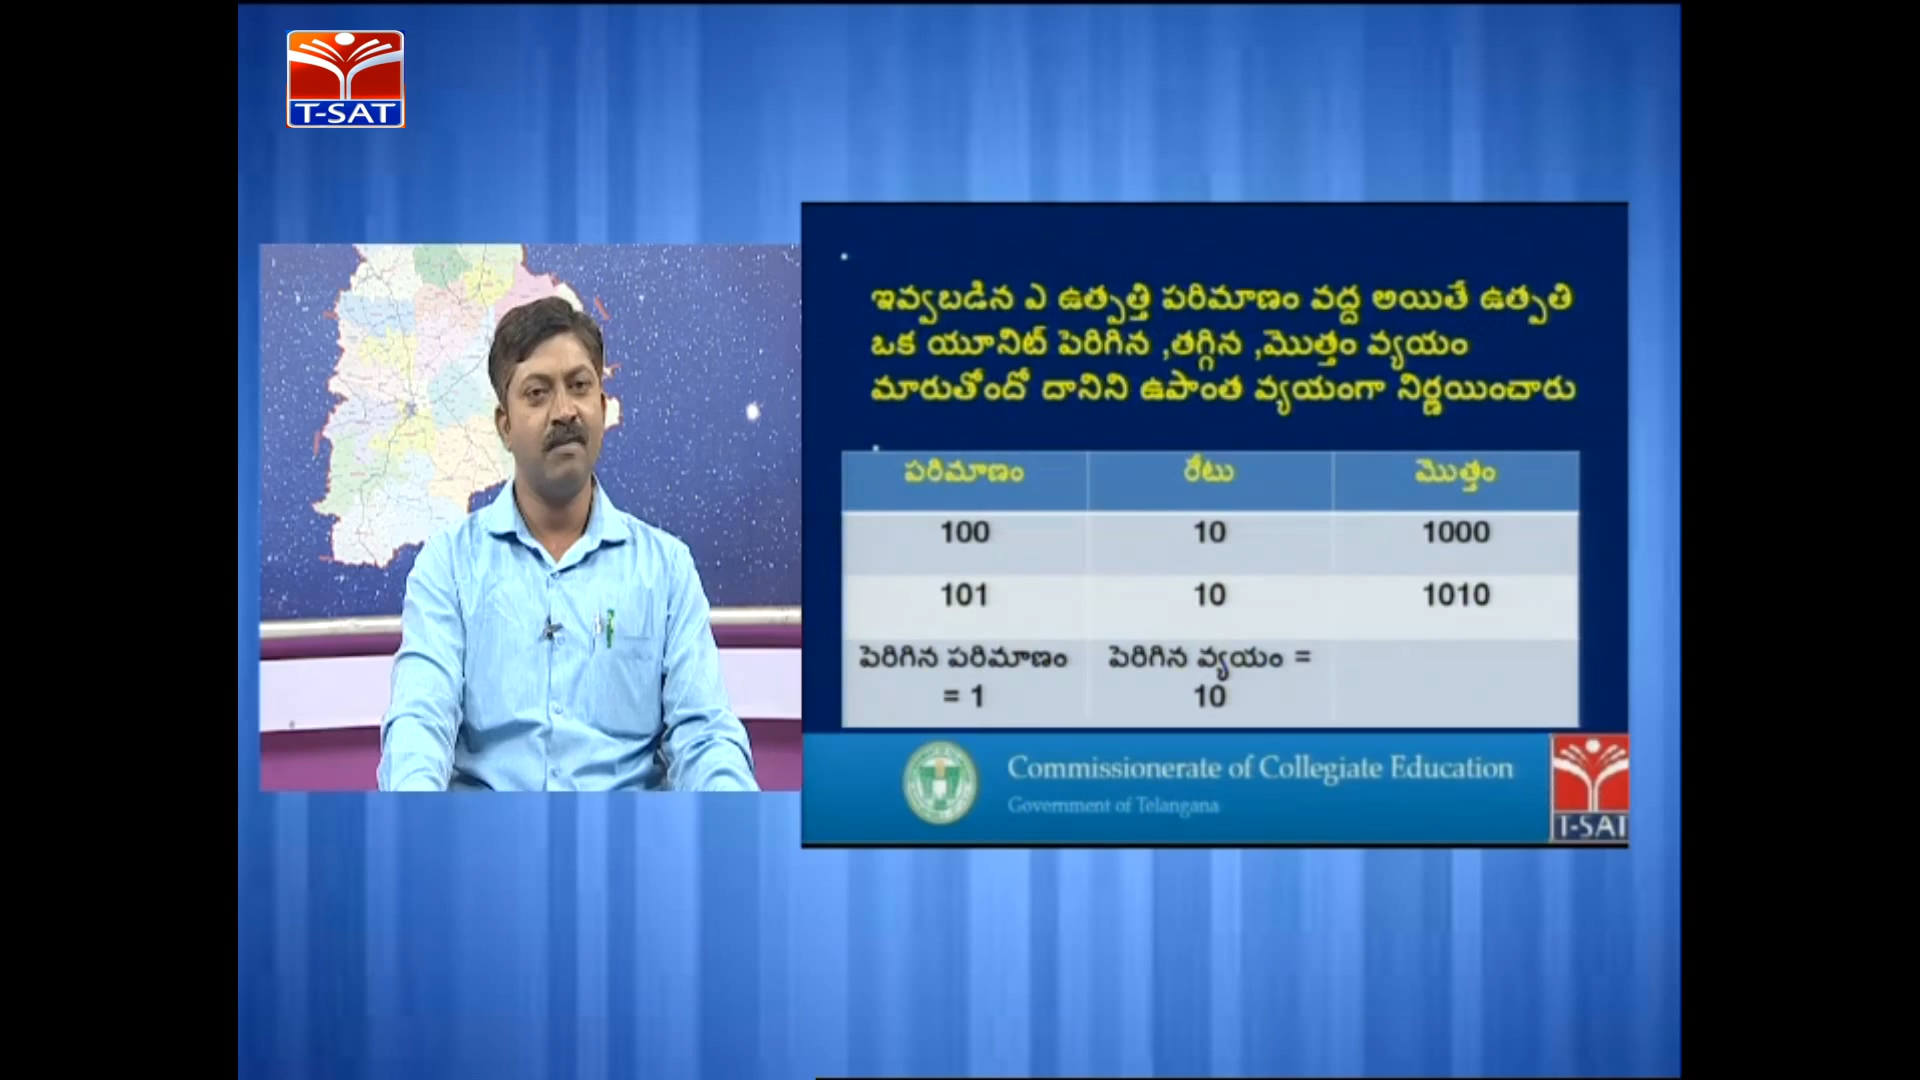 T-SAT
ఇవ్వబడిన ఎ ఉత్పత్తి పరిమాణం వద్ద అయితే ఉత్పతి
ఒక యూనిట్ పెరిగిన ,తగ్గిన ,మొత్తం వ్యయం
మారుతోందో దానిని ఉపాంత వ్యయంగా నిర్ణయించారు
పరిమాణం రేటు మొత్తం
100 10 1000
101 10 1010
పెరిగిన పరిమాణం పెరిగిన వ్యయం =
= 1 10
Commissionerate of Collegiate Education
Government of Telangana
T-SAT